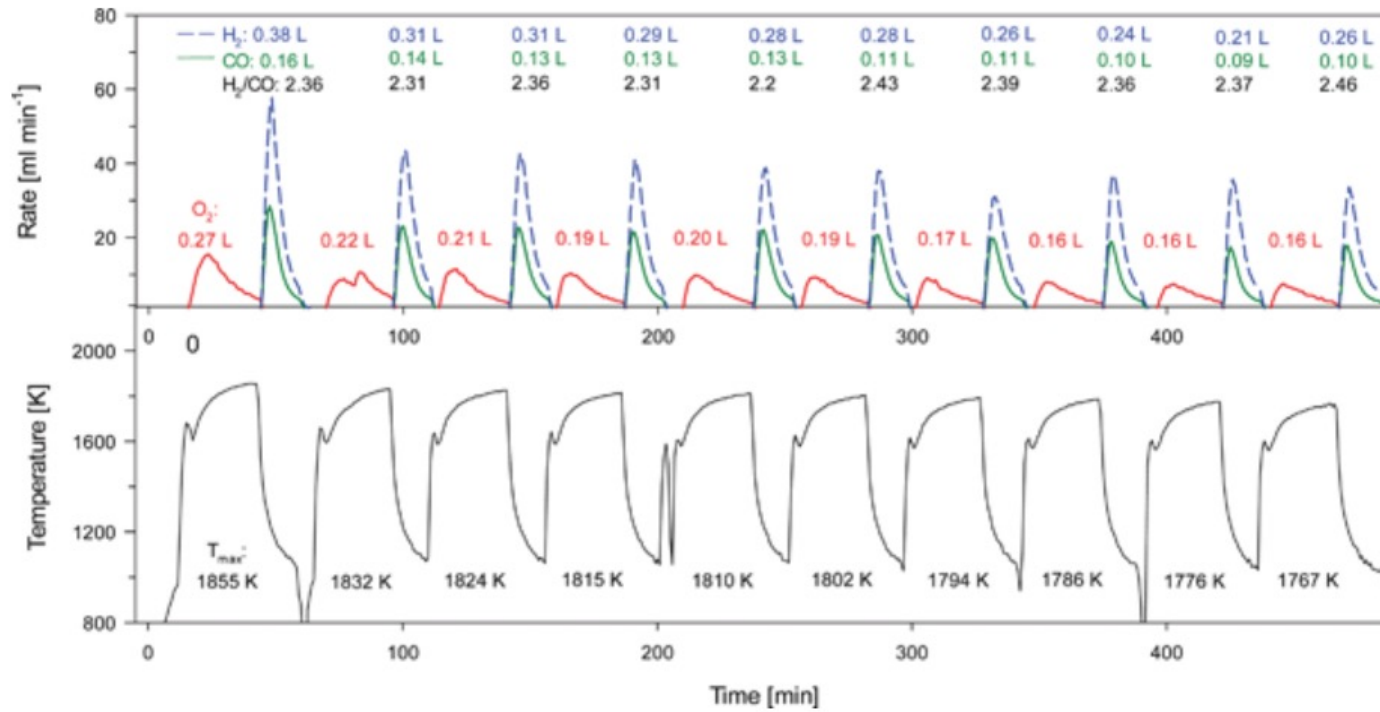 80
H₂: 0.38 L 0.31 L 0.31 L 0.29 L 0.28 L 0.28 L 0.26 L 0.24 L 0.21 L 0.26 L
CO: 0.16 L 0.14 L 0.13 L 0.13 L 0.13 L 0.11 L 0.11 L 0.10 L 0.09 L 0.10 L
H₂/CO: 2.36 2.31 2.36 2.31 2.2 2.43 2.39 2.36 2.37 2.46
60
Rate [ml min⁻¹]
40
20
O₂:
0.27 L 0.22 L 0.21 L 0.19 L 0.20 L 0.19 L 0.17 L 0.16 L 0.16 L 0.16 L
0 100 200 300 400
0
2000
Temperature [K]
1600
1200
Tmax:
1855 K 1832 K 1824 K 1815 K 1810 K 1802 K 1794 K 1786 K 1776 K 1767 K
800
0 100 200 300 400
Time [min]